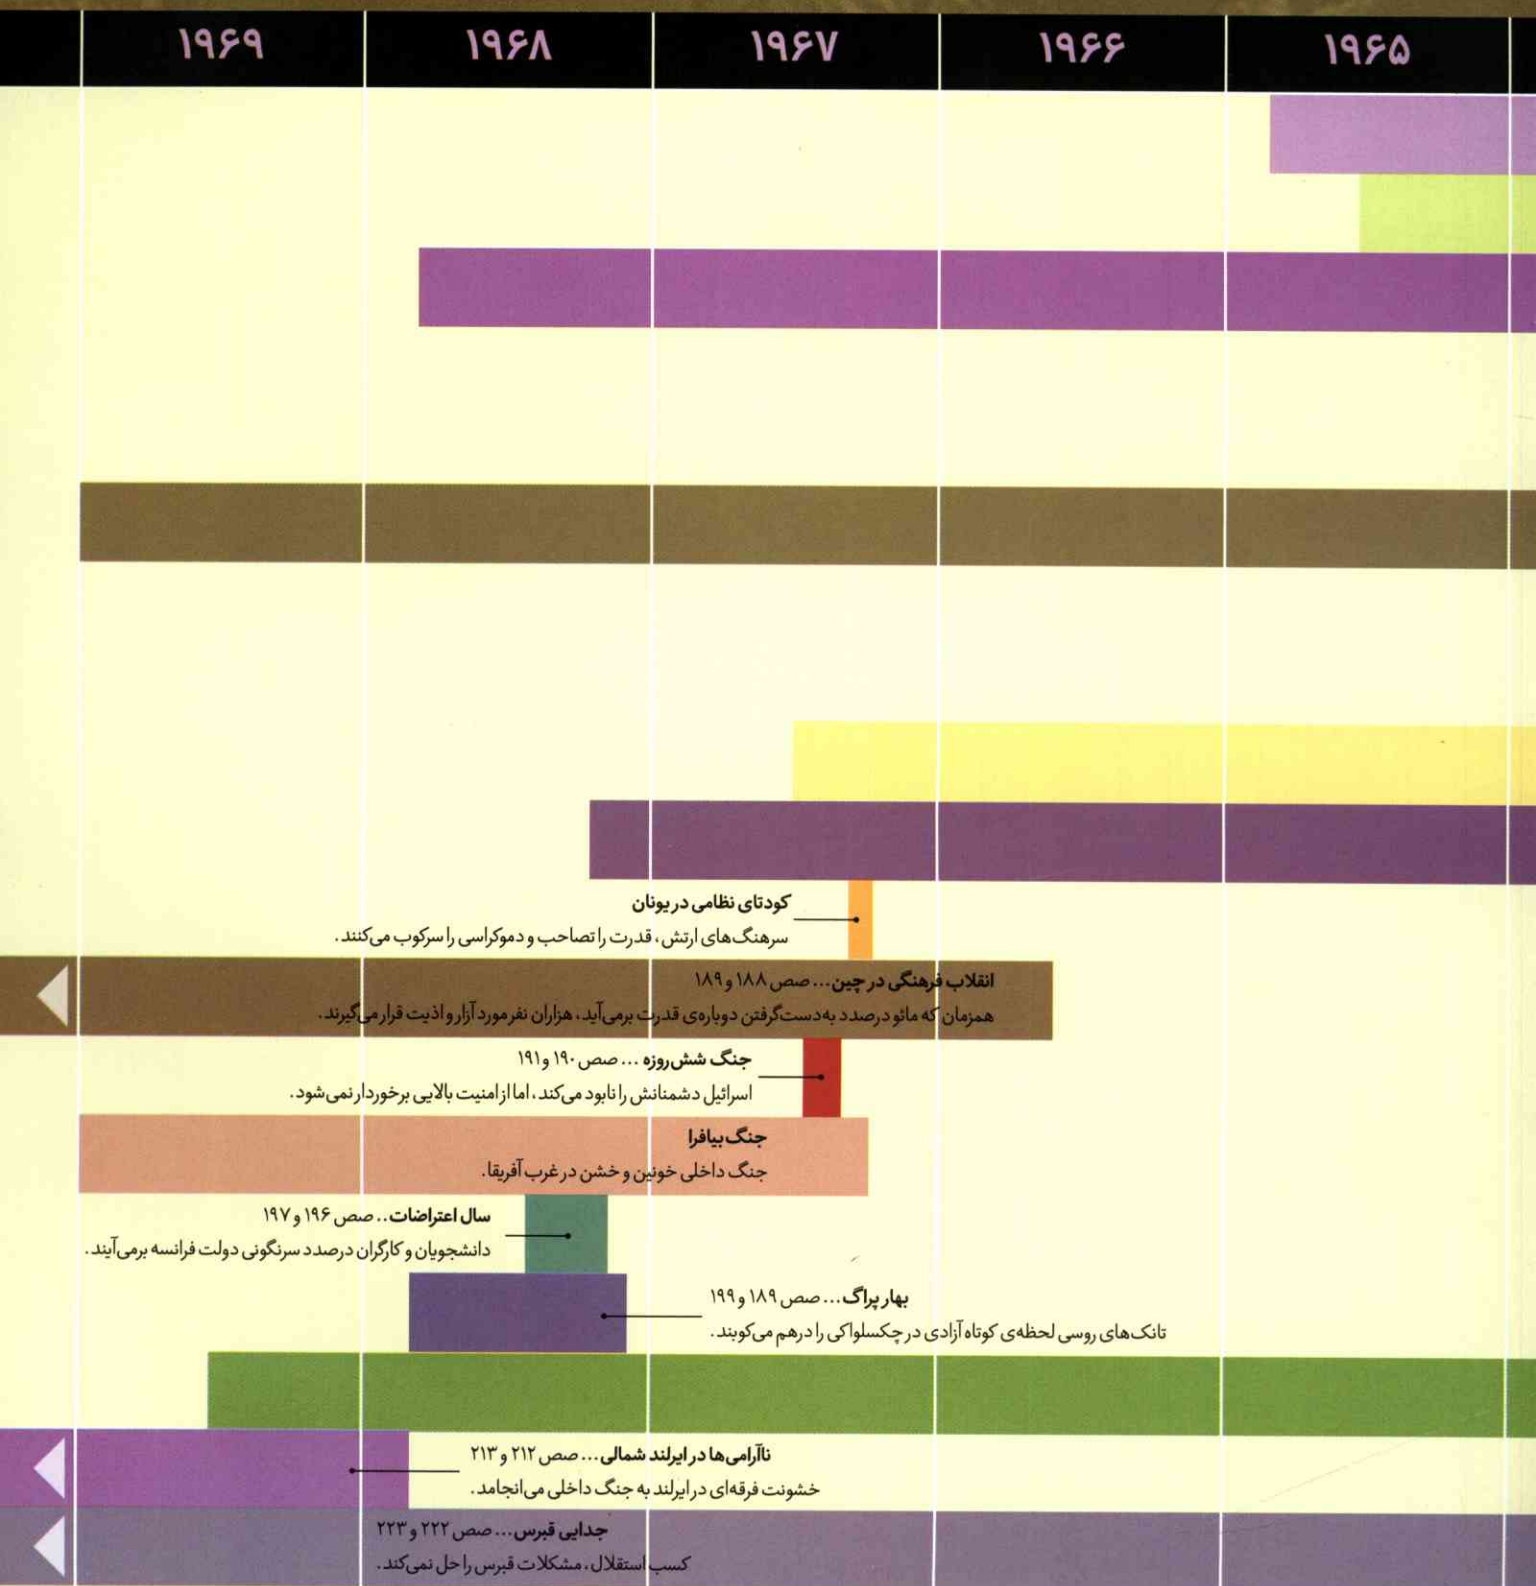 ۱۹۶۵ ۱۹۶۶ ۱۹۶۷ ۱۹۶۸ ۱۹۶۹
کودتای نظامی در یونان
سرهنگ‌های ارتش، قدرت را تصاحب و دموکراسی را سرکوب می‌کنند.
انقلاب فرهنگی در چین... صص ۱۸۸ و ۱۸۹
همزمان که مائو درصدد به‌دست‌گرفتن دوباره‌ی قدرت برمی‌آید، هزاران نفر مورد آزار و اذیت قرار می‌گیرند.
جنگ شش‌روزه ... صص ۱۹۰ و ۱۹۱
اسرائیل دشمنانش را نابود می‌کند، اما از امنیت بالایی برخوردار نمی‌شود.
جنگ بیافرا
جنگ داخلی خونین و خشن در غرب آفریقا.
سال اعتراضات.. صص ۱۹۶ و ۱۹۷
دانشجویان و کارگران درصدد سرنگونی دولت فرانسه برمی‌آیند.
بهار پراگ... صص ۱۸۹ و ۱۹۹
تانک‌های روسی لحظه‌ی کوتاه آزادی در چکسلواکی را درهم می‌کوبند.
ناآرامی‌ها در ایرلند شمالی... صص ۲۱۲ و ۲۱۳
خشونت فرقه‌ای در ایرلند به جنگ داخلی می‌انجامد.
جدایی قبرس... صص ۲۲۲ و ۲۲۳
کسب استقلال، مشکلات قبرس را حل نمی‌کند.